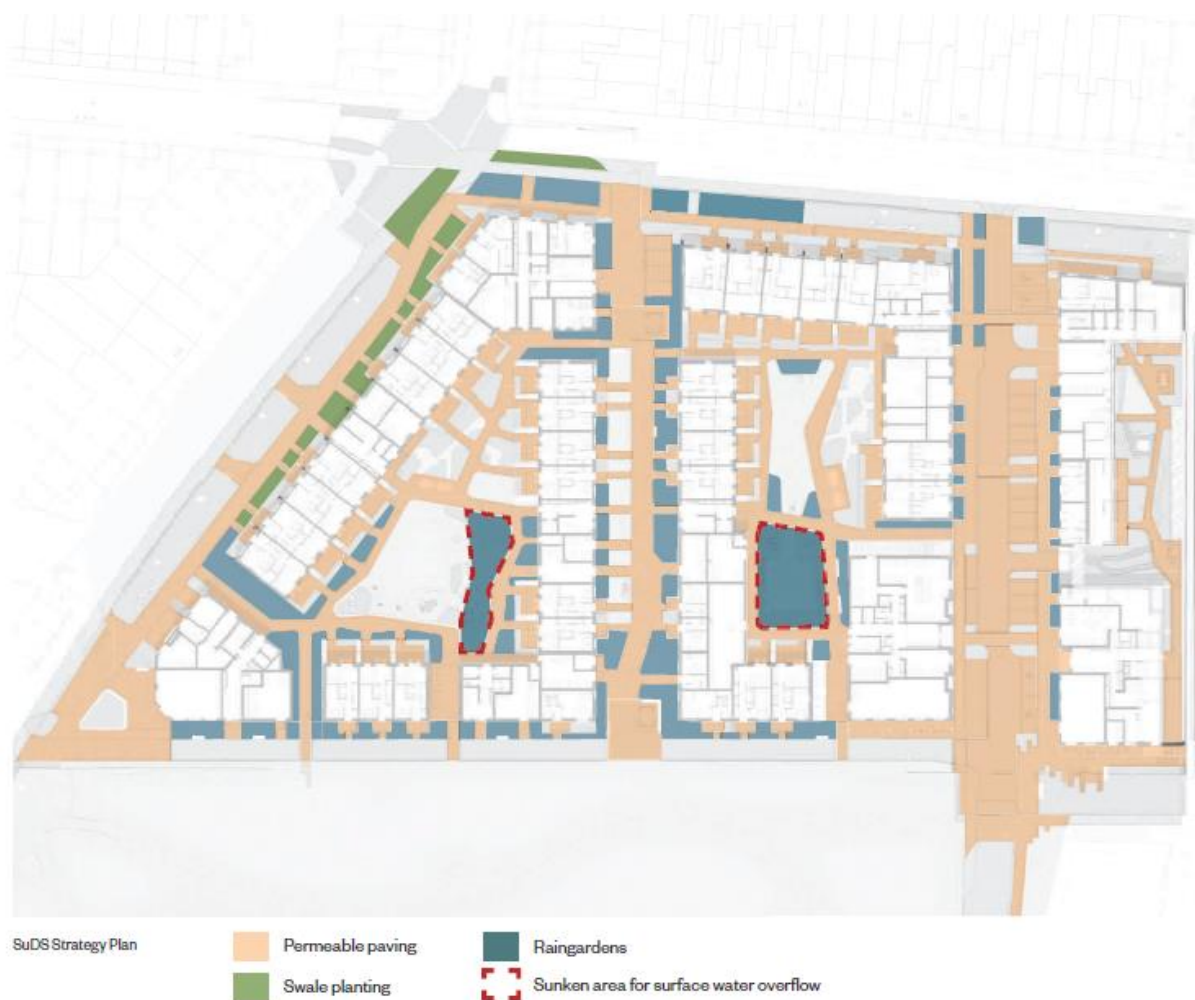 SuDS Strategy Plan
Permeable paving
Raingardens
Swale planting
Sunken area for surface water overflow